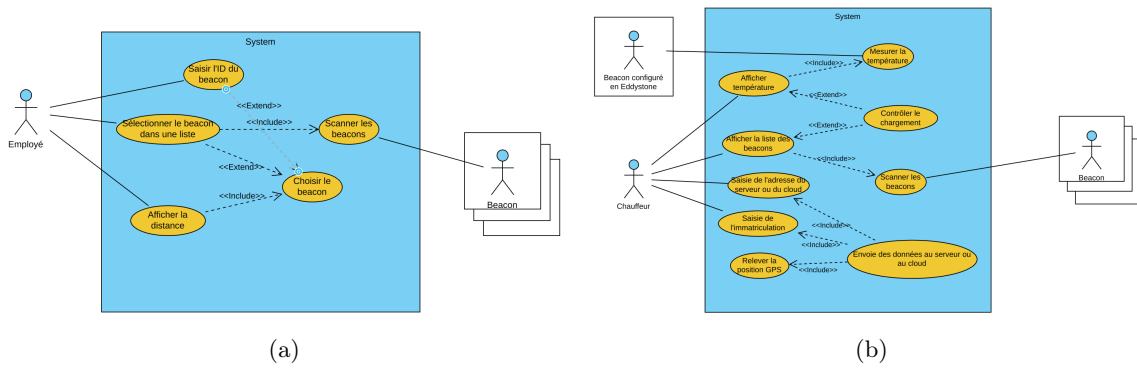 System
Saisir l'ID du
beacon
<<Extend>>
Employé
Sélectionner le beacon
dans une liste
<<Include>>
Scanner les
beacons
<<Extend>>
Choisir le
beacon
<<Include>>
Afficher la
distance
Beacon
(a)
System
Beacon configuré
en Eddystone
Mesurer la
température
<<Include>>
Afficher
température
<<Extend>>
Contrôler le
chargement
<<Extend>>
Afficher la liste des
beacons
<<Include>>
Scanner les
beacons
Beacon
Chauffeur
Saisie de l'adresse du
serveur ou du cloud
Saisie de
l'immatriculation
<<Include>>
<<Include>>
Envoie des données au serveur ou
au cloud
Relever la
position GPS
<<Include>>
(b)